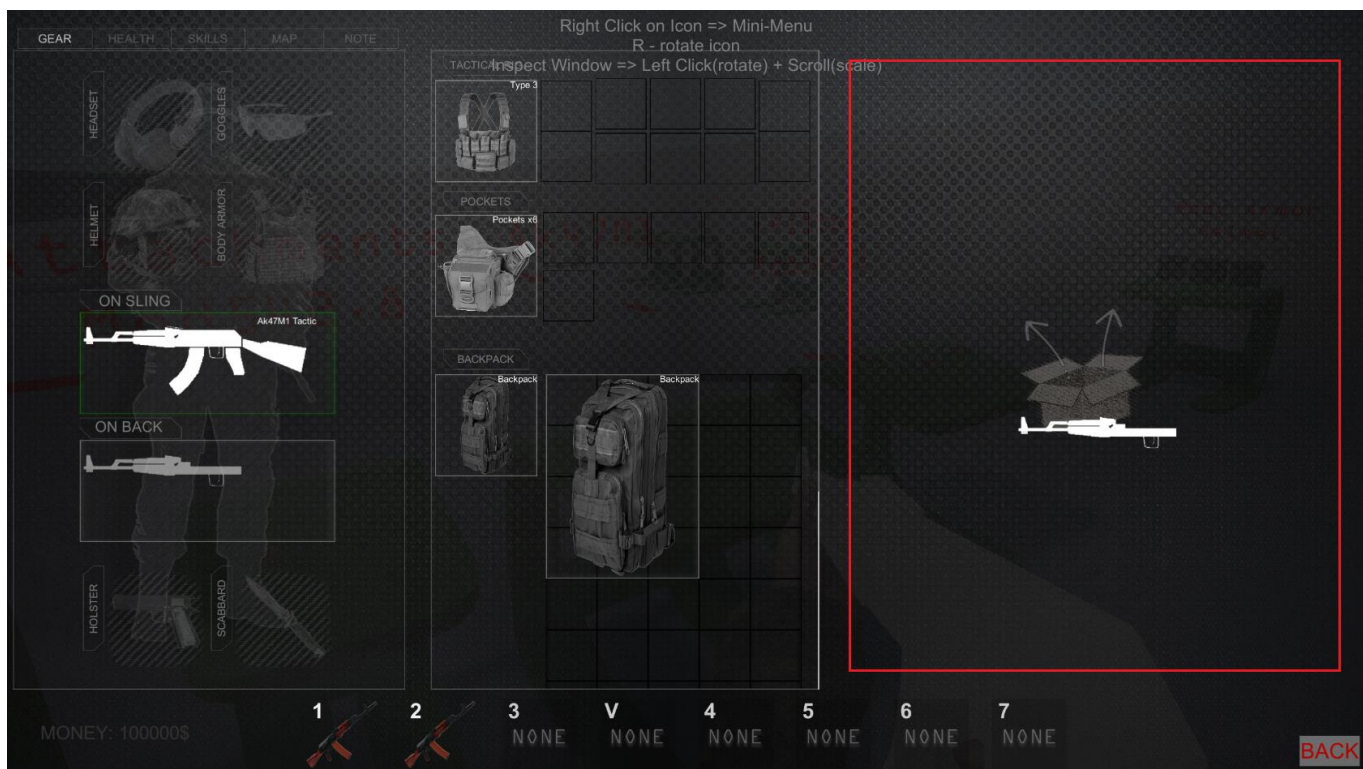 Right Click on Icon => Mini-Menu
R - rotate icon
Inspect Window => Left Click(rotate) + Scroll(scale)
GEAR
HEALTH
SKILLS
MAP
NOTE
HEADSET
GOGGLES
HELMET
BODY ARMOR
ON SLING
Ak47M1 Tactic
ON BACK
HOLSTER
SCABBARD
Type 3
POCKETS
Pockets x6
BACKPACK
Backpack
Backpack
MONEY: 100000$
1
2
3
NONE
V
NONE
4
NONE
5
NONE
6
NONE
7
NONE
BACK